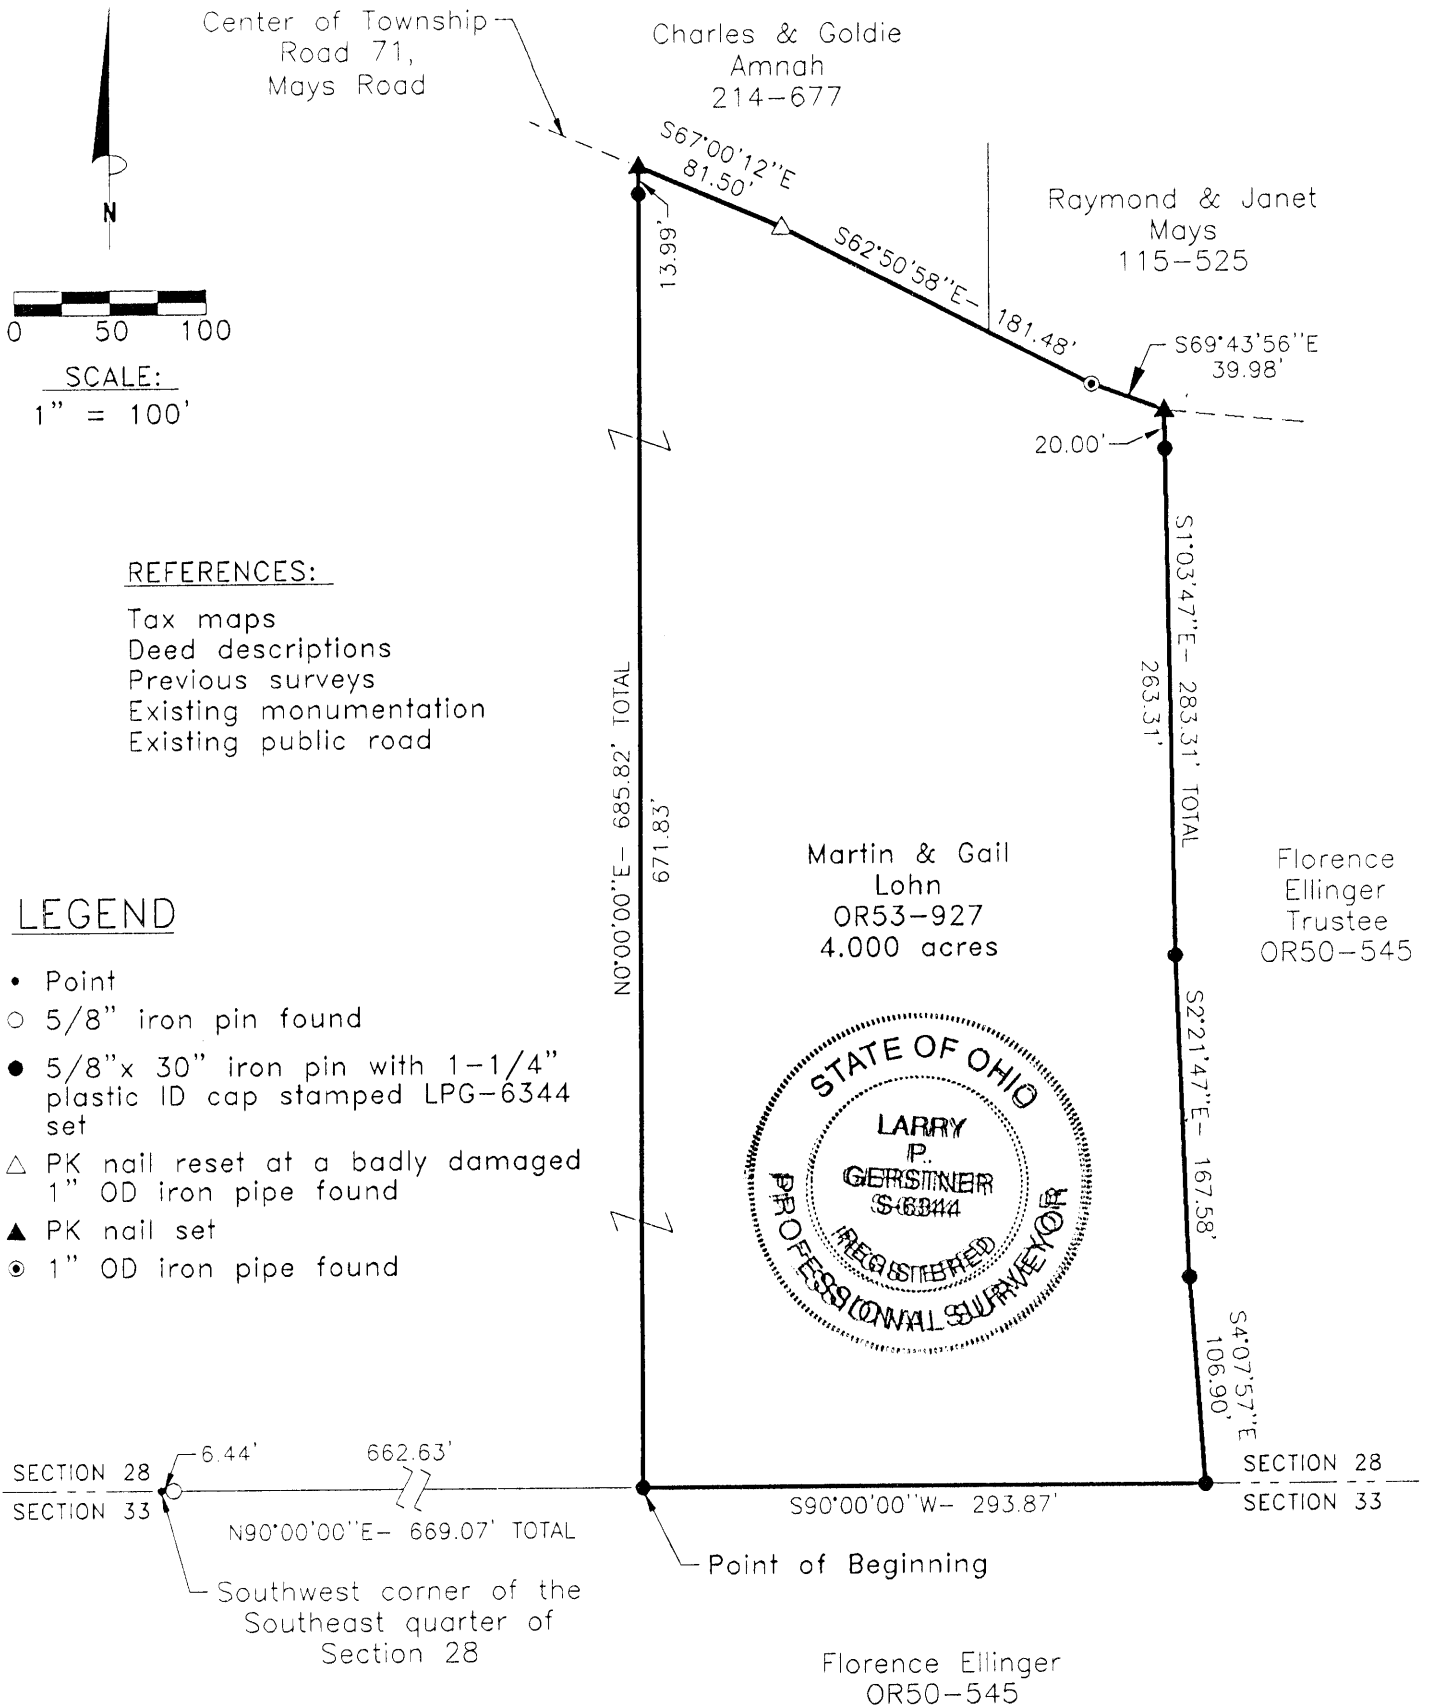 Center of Township
Road 71,
Mays Road
Charles & Goldie
Amnah
214-677
N
S67°00'12"E
81.50'
13.99'
S62°50'58"E- 181.48'
Raymond & Janet
Mays
115-525
S69°43'56"E
39.98'
20.00'
0 50 100
SCALE:
1" = 100'
REFERENCES:
Tax maps
Deed descriptions
Previous surveys
Existing monumentation
Existing public road
N0°00'00"E- 685.82' TOTAL
671.83'
S1°03'47"E- 283.31' TOTAL
263.31'
Martin & Gail
Lohn
OR53-927
4.000 acres
Florence
Ellinger
Trustee
OR50-545
LEGEND
Point
5/8" iron pin found
5/8"x 30" iron pin with 1-1/4"
plastic ID cap stamped LPG-6344
set
PK nail reset at a badly damaged
1" OD iron pipe found
PK nail set
1" OD iron pipe found
STATE OF OHIO
LARRY
P.
GERSTNER
S-6344
REGISTERED
PROFESSIONAL SURVEYOR
S2°21'47"E- 167.58'
S4°07'57"E
106.90'
SECTION 28
SECTION 33
6.44'
662.63'
N90°00'00"E- 669.07' TOTAL
S90°00'00"W- 293.87'
SECTION 28
SECTION 33
Point of Beginning
Southwest corner of the
Southeast quarter of
Section 28
Florence Ellinger
OR50-545